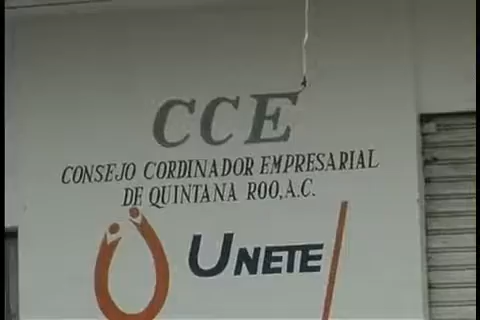 CCE
CONSEJO CORDINADOR EMPRESARIAL
DE QUINTANA ROO, A.C.
UNETE